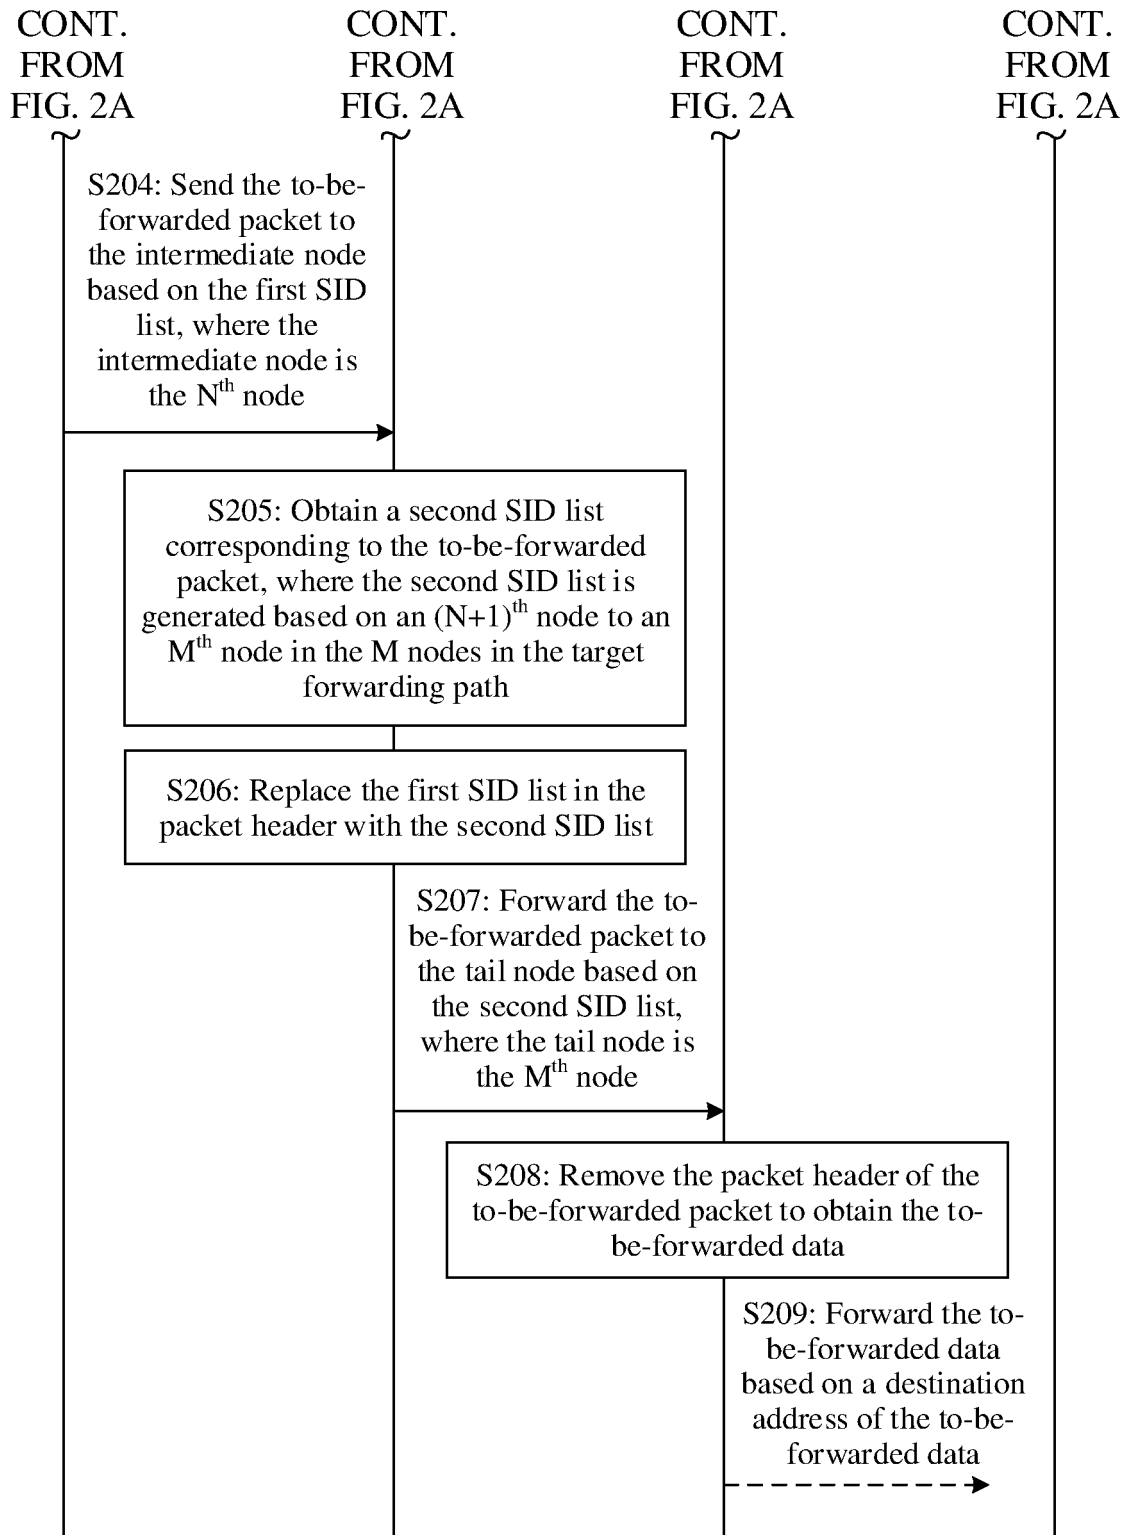 CONT.
FROM
FIG. 2A
CONT.
FROM
FIG. 2A
CONT.
FROM
FIG. 2A
CONT.
FROM
FIG. 2A
S204: Send the to-be-
forwarded packet to
the intermediate node
based on the first SID
list, where the
intermediate node is
the Nth node
S205: Obtain a second SID list
corresponding to the to-be-forwarded
packet, where the second SID list is
generated based on an (N+1)th node to an
Mth node in the M nodes in the target
forwarding path
S206: Replace the first SID list in the
packet header with the second SID list
S207: Forward the to-
be-forwarded packet to
the tail node based on
the second SID list,
where the tail node is
the Mth node
S208: Remove the packet header of the
to-be-forwarded packet to obtain the to-
be-forwarded data
S209: Forward the to-
be-forwarded data
based on a destination
address of the to-be-
forwarded data